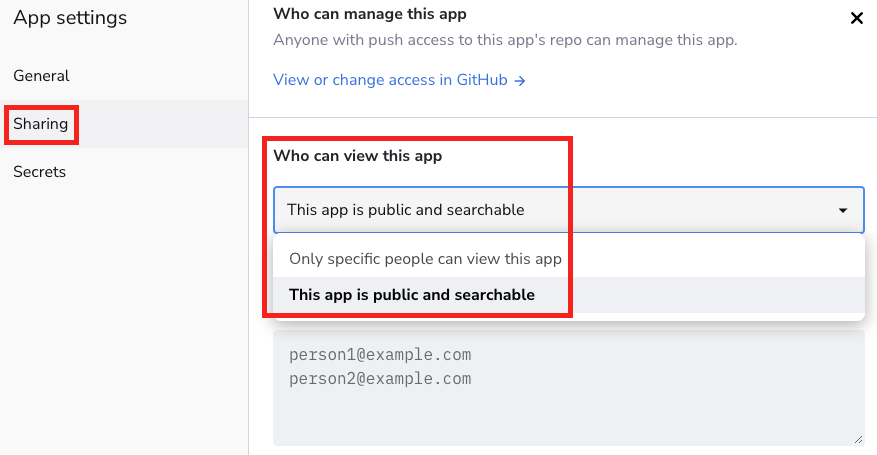 App settings
General
Sharing
Secrets
Who can manage this app
Anyone with push access to this app's repo can manage this app.
View or change access in GitHub →
Who can view this app
This app is public and searchable
Only specific people can view this app
This app is public and searchable
person1@example.com
person2@example.com